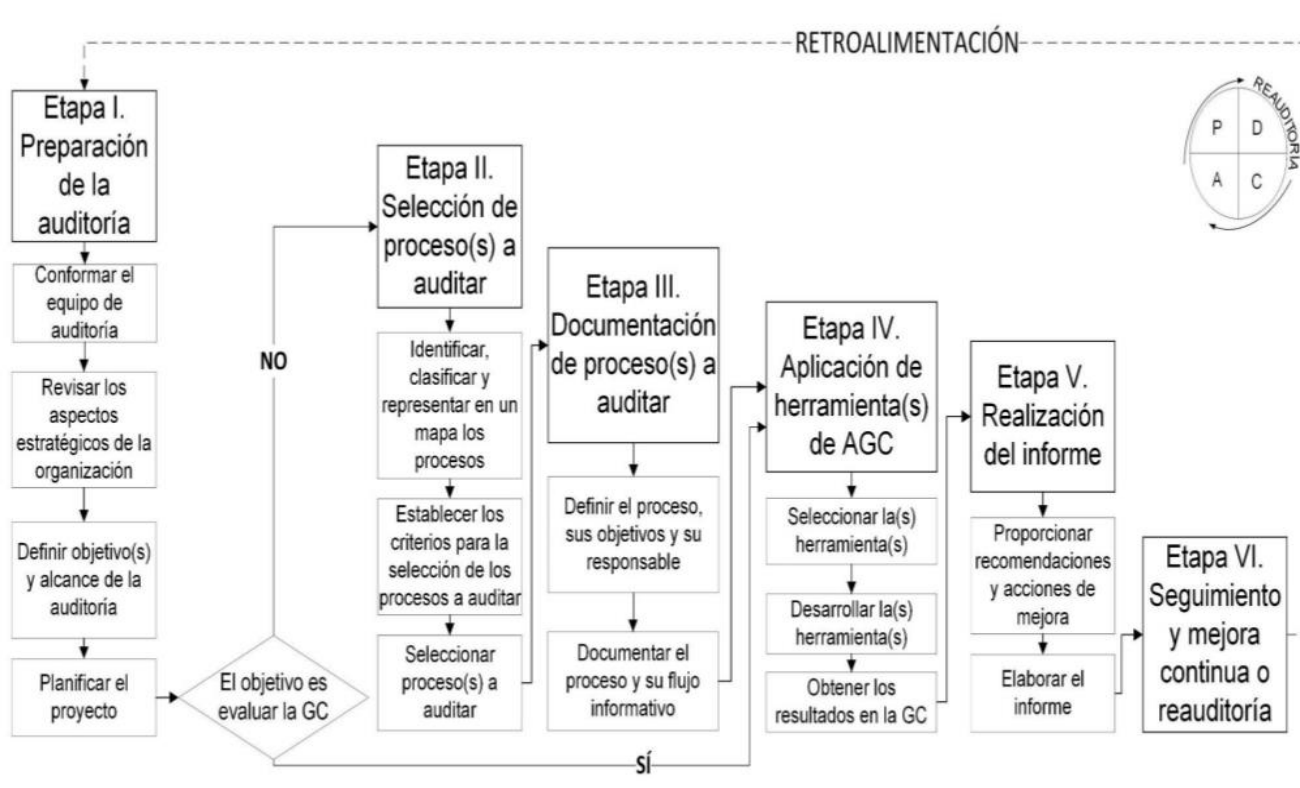 RETROALIMENTACIÓN
Etapa I.
Preparación
de la
auditoría
Conformar el
equipo de
auditoría
Revisar los
aspectos
estratégicos de la
organización
Definir objetivo(s)
y alcance de la
auditoría
Planificar el
proyecto
El objetivo es
evaluar la GC
NO
SÍ
Etapa II.
Selección de
proceso(s) a
auditar
Identificar,
clasificar y
representar en un
mapa los
procesos
Establecer los
criterios para la
selección de los
procesos a auditar
Seleccionar
proceso(s) a
auditar
Etapa III.
Documentación
de proceso(s) a
auditar
Definir el proceso,
sus objetivos y su
responsable
Documentar el
proceso y su flujo
informativo
Etapa IV.
Aplicación de
herramienta(s)
de AGC
Seleccionar la(s)
herramienta(s)
Desarrollar la(s)
herramienta(s)
Obtener los
resultados en la GC
Etapa V.
Realización
del informe
Proporcionar
recomendaciones
y acciones de
mejora
Elaborar el
informe
Etapa VI.
Seguimiento
y mejora
continua o
reauditoría
REAUDITORÍA
P D
A C